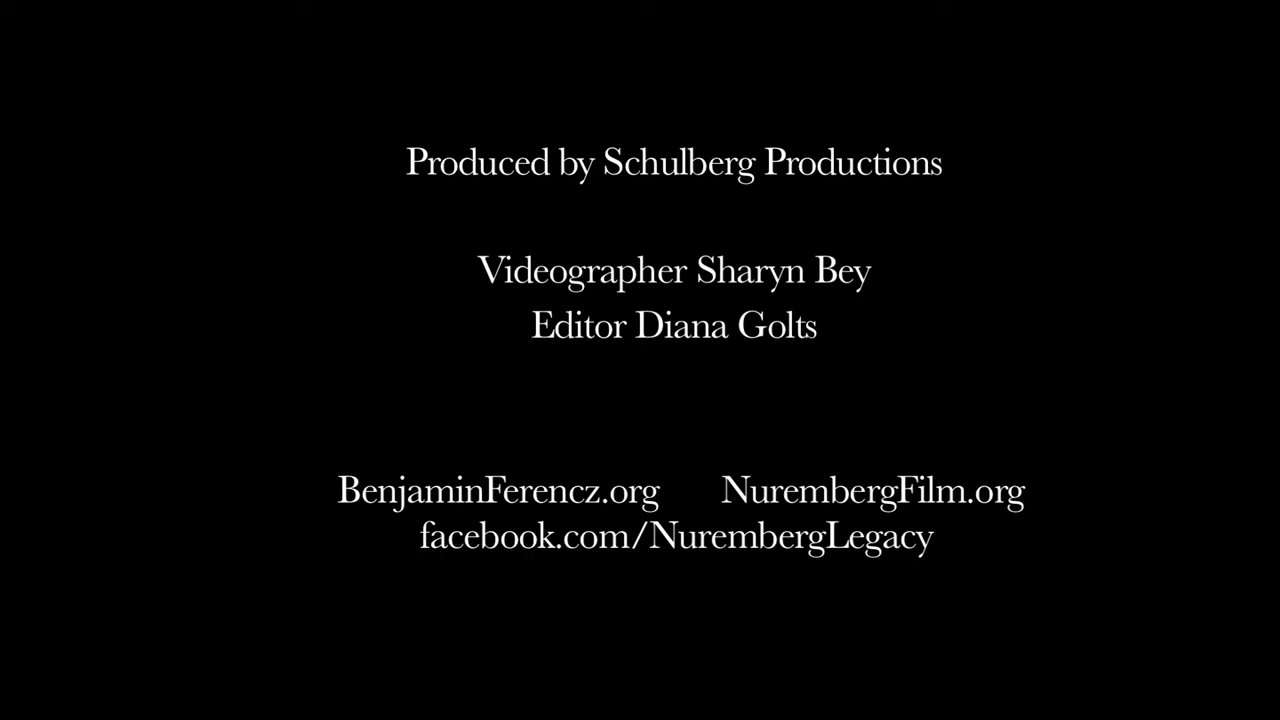 Produced by Schulberg Productions
Videographer Sharyn Bey
Editor Diana Golts
BenjaminFerencz.org NurembergFilm.org
facebook.com/NurembergLegacy